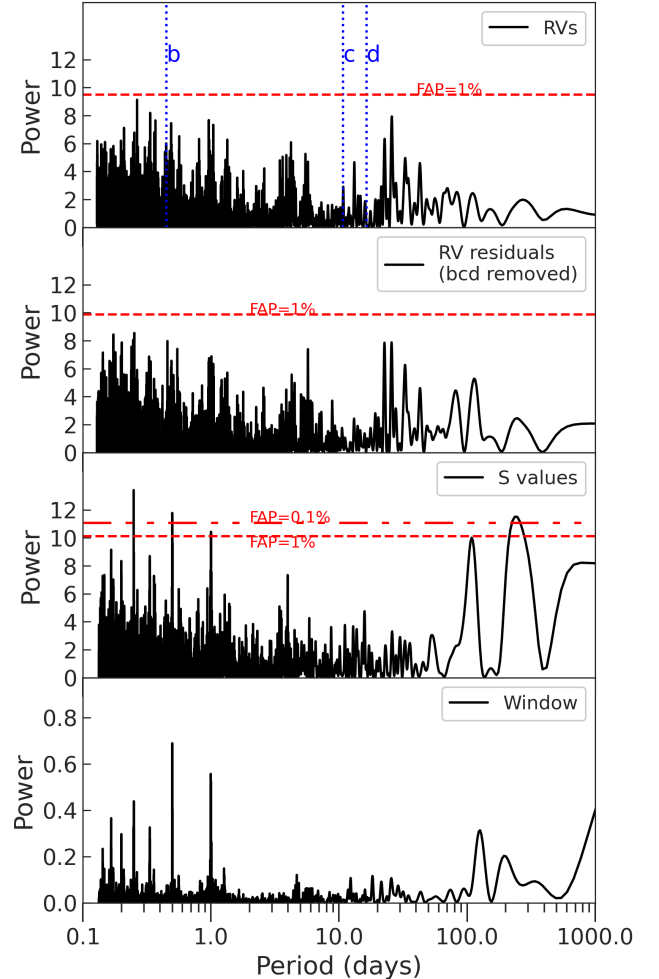 RVs
b
c
d
FAP=1%
12
10
8
6
4
2
0
Power
RV residuals
(bcd removed)
FAP=1%
12
10
8
6
4
2
0
Power
S values
FAP=0.1%
FAP=1%
12
10
8
6
4
2
0
Power
Window
0.8
0.6
0.4
0.2
0.0
Power
0.1 1.0 10.0 100.0 1000.0
Period (days)